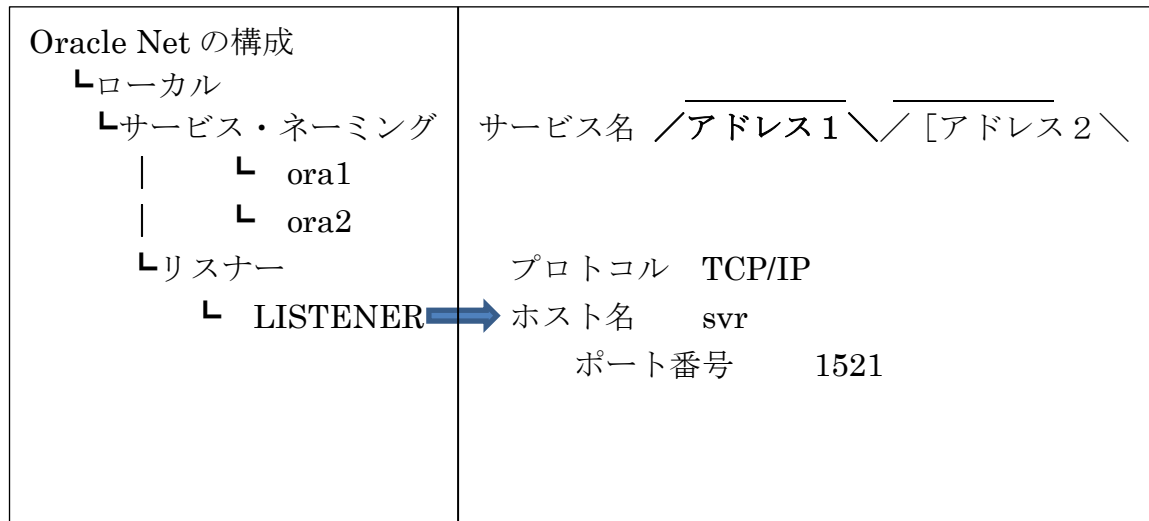 Oracle Net の構成
┗ローカル
┗サービス・ネーミング サービス名 ／アドレス１＼／［アドレス２＼
｜ ┗ ora1
｜ ┗ ora2
┗リスナー プロトコル TCP/IP
┗ LISTENER ホスト名 svr
ポート番号 1521